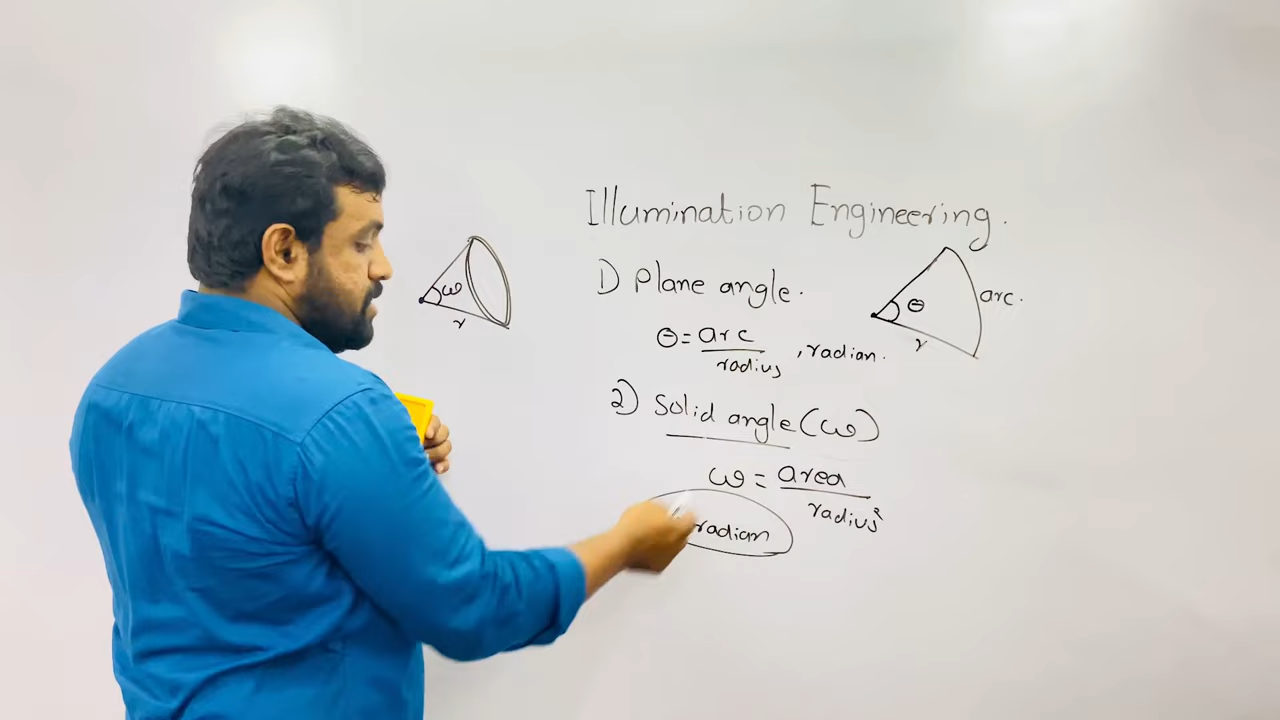 Illumination Engineering.
1) Plane angle.
θ = arc / radius , radian.
θ
r
arc.
2) Solid angle (ω)
ω = area / radius²
radian
ω
r